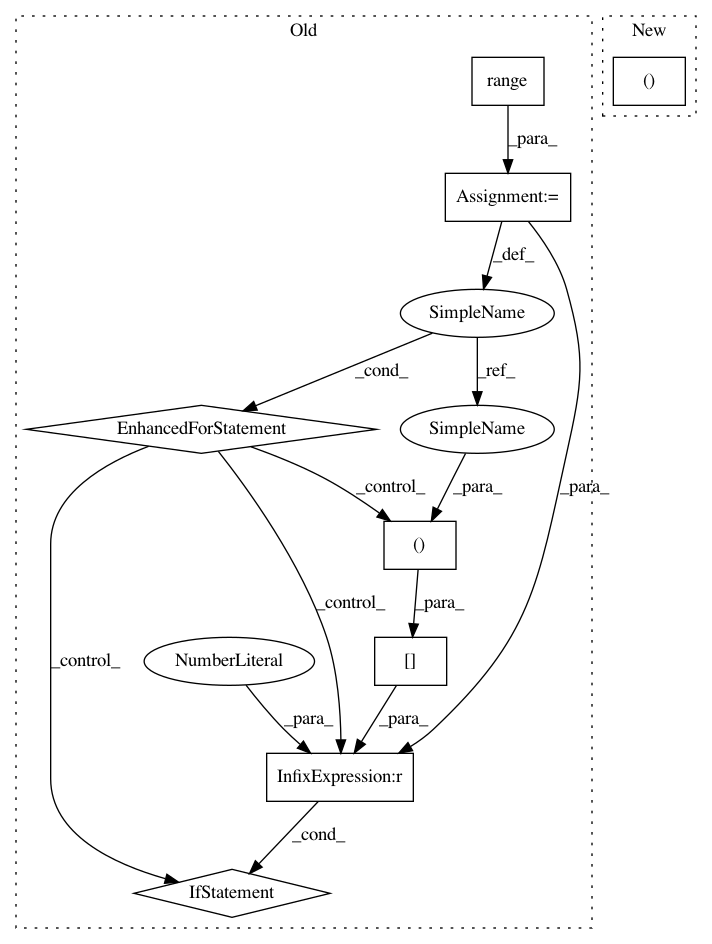 Old
New
range
()
_para_
Assignment:=
_def_
SimpleName
_cond_
_ref_
EnhancedForStatement
SimpleName
_control_
_para_
_para_
()
_control_
_para_
_control_
NumberLiteral
[]
_para_
_para_
InfixExpression:r
_cond_
IfStatement